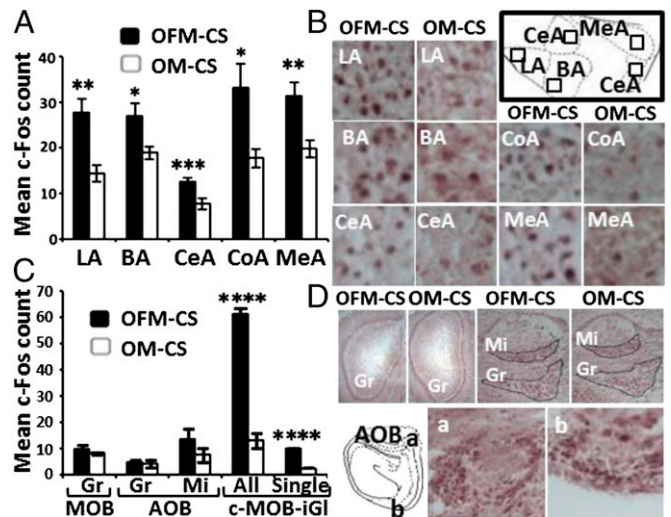 A
OFM-CS
OM-CS
Mean c-Fos count
40
30
20
10
0
** * *** * **
LA BA CeA CoA MeA
B
OFM-CS OM-CS
LA LA
CeA MeA
LA BA
CeA
OFM-CS OM-CS
BA BA CoA CoA
CeA CeA MeA MeA
C
OFM-CS
OM-CS
Mean c-Fos count
70
60
50
40
30
20
10
0
****
****
Gr Gr Mi All Single
MOB AOB c-MOB-iGl
D
OFM-CS OM-CS OFM-CS OM-CS
Mi Mi
Gr Gr Gr Gr
AOB a
b
a b